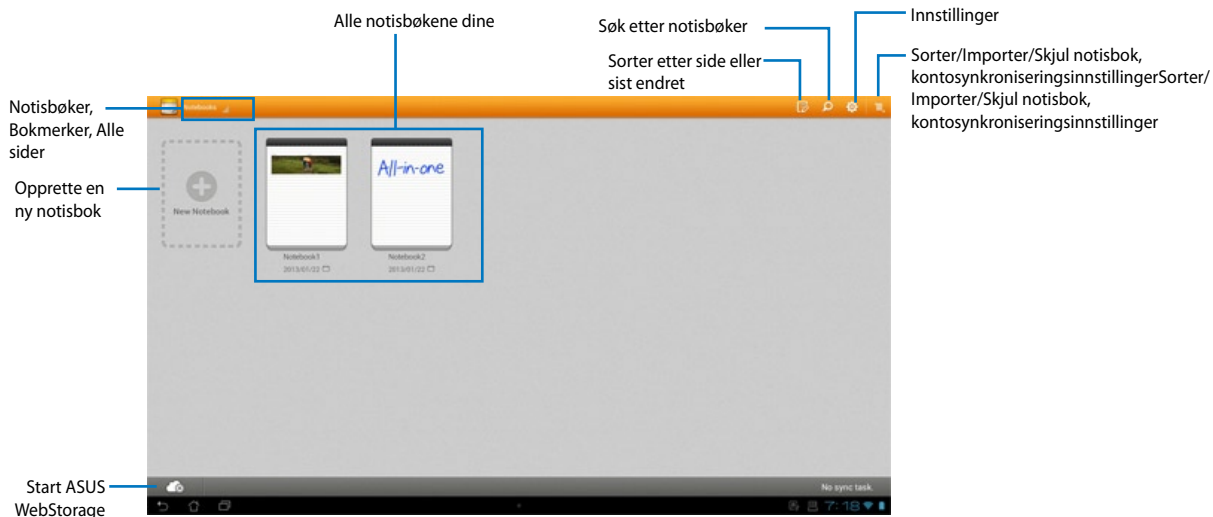 Alle notisbøkene dine
Søk etter notisbøker
Innstillinger
Sorter etter side eller
sist endret
Sorter/Importer/Skjul notisbok,
kontosynkroniseringsinnstillingerSorter/
Importer/Skjul notisbok,
kontosynkroniseringsinnstillinger
Notisbøker,
Bokmerker, Alle
sider
Notebooks
Opprette en
ny notisbok
New Notebook
All-in-one
Notebook1
2013/01/22
Notebook2
2013/01/22
Start ASUS
WebStorage
No sync task.
7:18